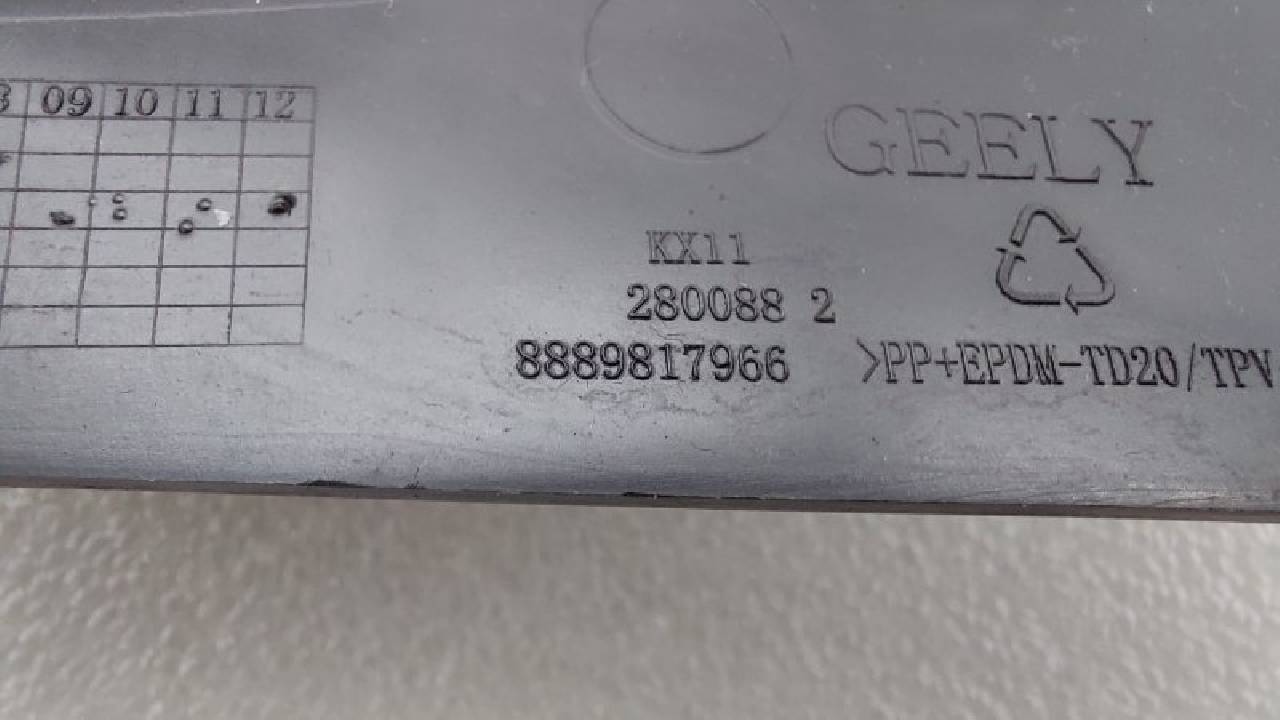 09 10 11 12
GEELY
KX11
280088 2
8889817966
>PP+EPDM-TD20/TPV